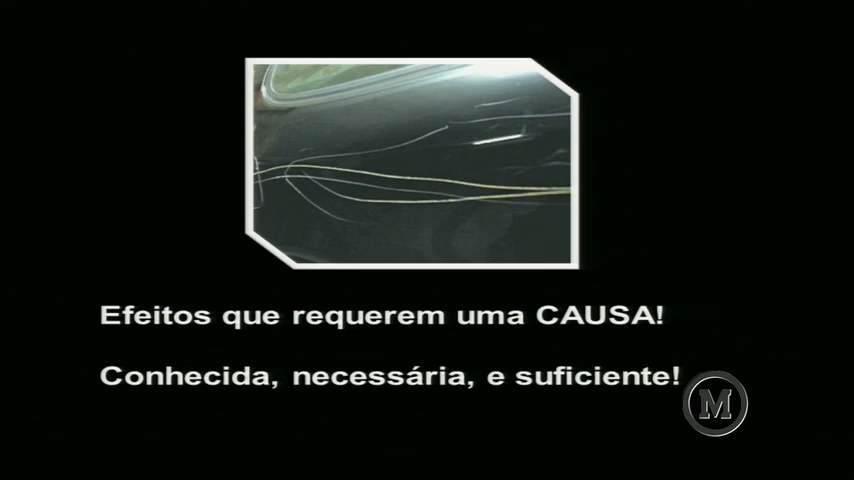 Efeitos que requerem uma CAUSA!
Conhecida, necessária, e suficiente!
M